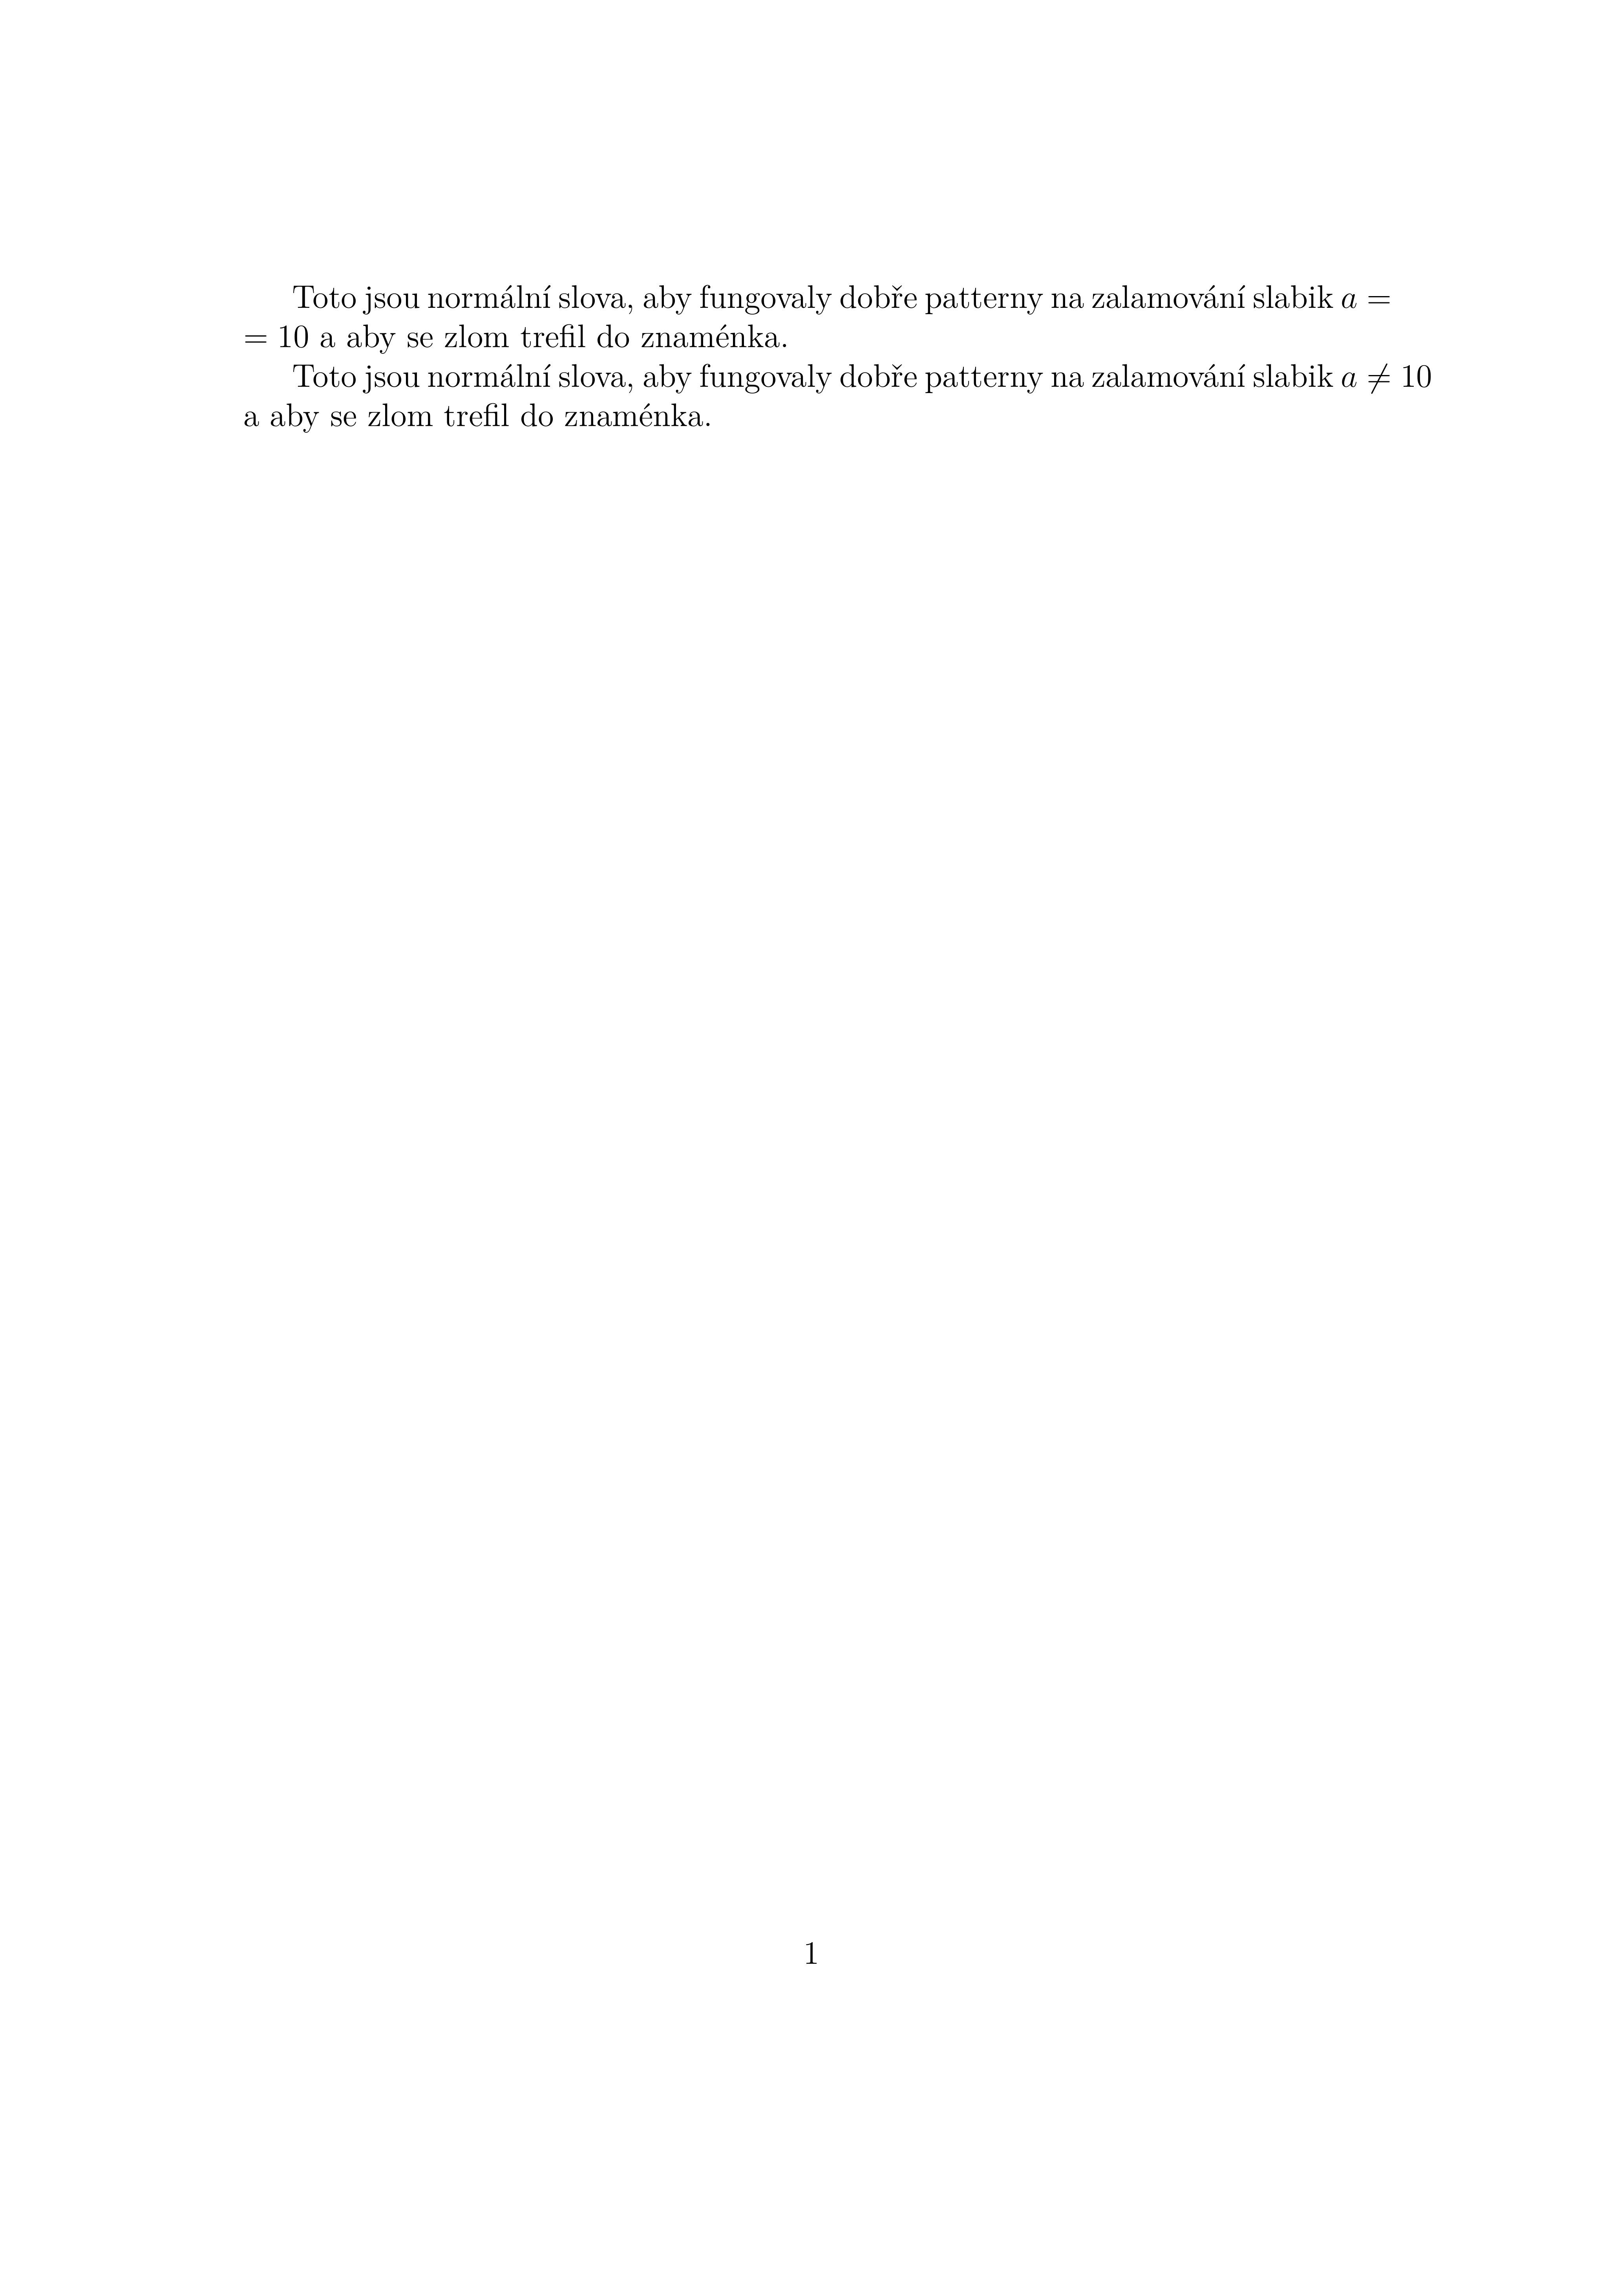 Toto jsou normální slova, aby fungovaly dobře patterny na zalamování slabik a =
= 10 a aby se zlom trefil do znaménka.
Toto jsou normální slova, aby fungovaly dobře patterny na zalamování slabik a ≠ 10
a aby se zlom trefil do znaménka.
1